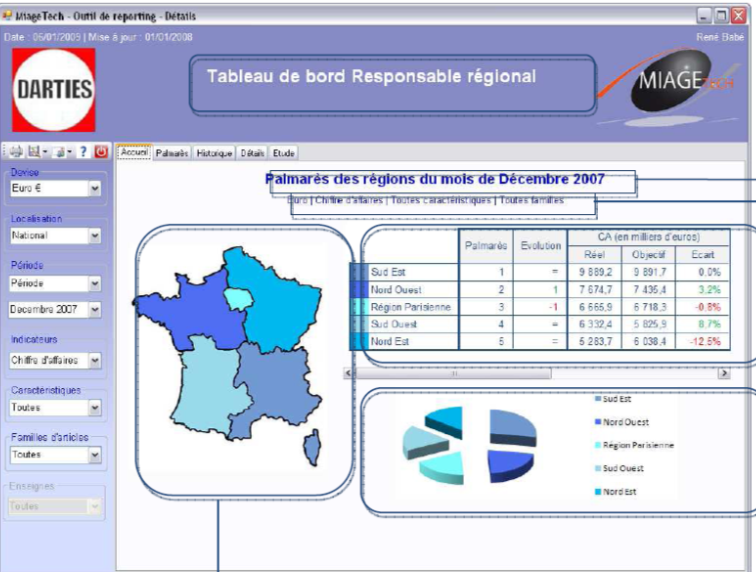 MiageTech - Outil de reporting - Détails
Date : 05/01/2009 | Mise à jour : 01/01/2008
René Babé
DARTIES
Tableau de bord Responsable régional
MIAGETECH
Accueil Palmarès Historique Détails Etude
Devise
Euro €
Localisation
National
Période
Période
Decembre 2007
Indicateurs
Chiffre d'affaires
Caractéristiques
Toutes
Familles d'articles
Toutes
Enseignes
Toutes
Palmarès des régions du mois de Décembre 2007
Euro | Chiffre d'affaires | Toutes caractéristiques | Toutes familles
Palmarès Evolution CA (en milliers d'euros)
Réel Objectif Ecart
Sud Est 1 = 9 889,2 9 891,7 0,0%
Nord Ouest 2 1 7 674,7 7 435,4 3,2%
Région Parisienne 3 -1 6 665,9 6 718,3 -0,8%
Sud Ouest 4 = 6 332,4 5 825,9 8,7%
Nord Est 5 = 5 283,7 6 038,4 -12,5%
Sud Est
Nord Ouest
Région Parisienne
Sud Ouest
Nord Est